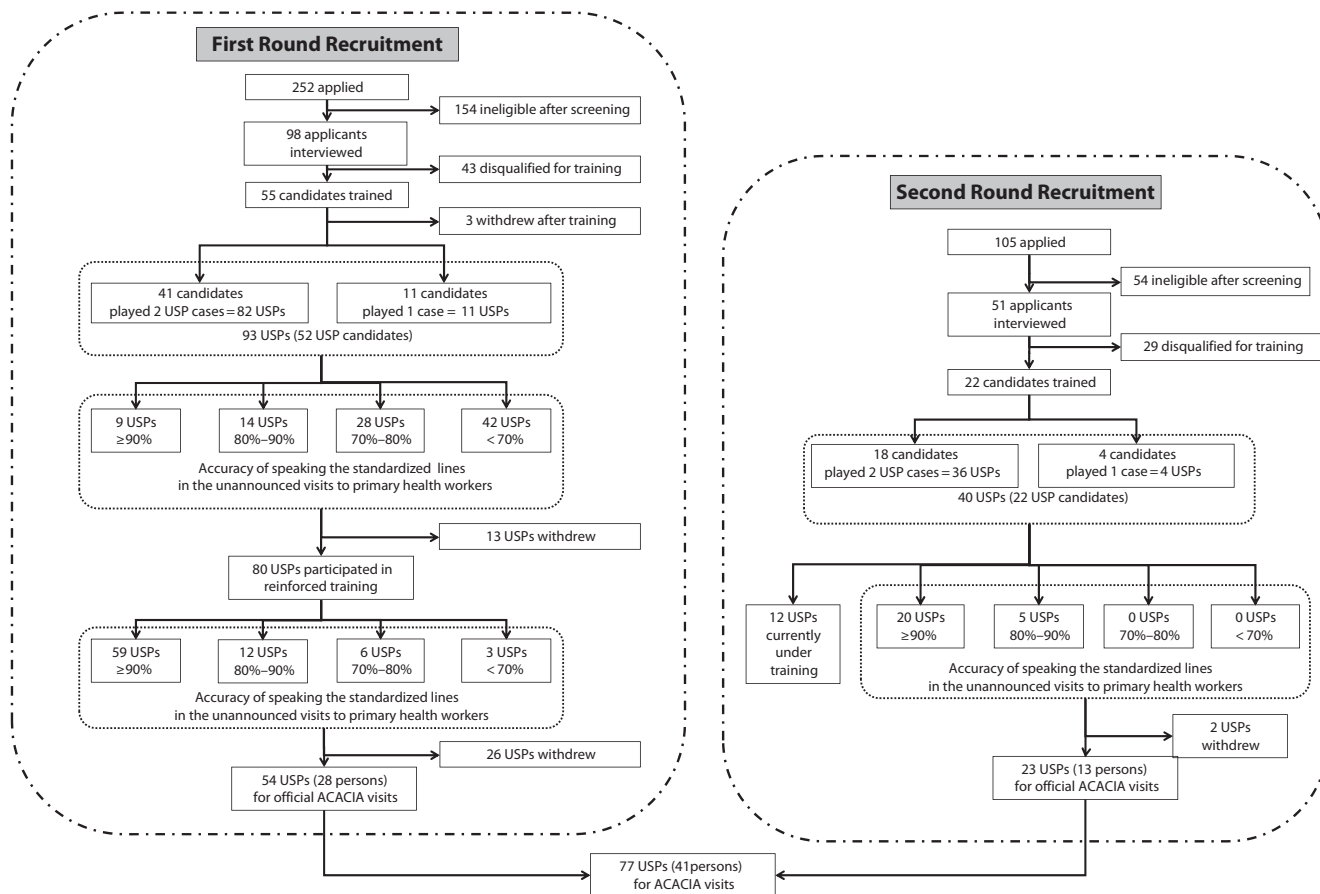 First Round Recruitment
252 applied
154 ineligible after screening
98 applicants
interviewed
43 disqualified for training
55 candidates trained
3 withdrew after training
41 candidates
played 2 USP cases = 82 USPs
11 candidates
played 1 case = 11 USPs
93 USPs (52 USP candidates)
9 USPs
≥90%
14 USPs
80%–90%
28 USPs
70%–80%
42 USPs
< 70%
Accuracy of speaking the standardized lines
in the unannounced visits to primary health workers
13 USPs withdrew
80 USPs participated in
reinforced training
59 USPs
≥90%
12 USPs
80%–90%
6 USPs
70%–80%
3 USPs
< 70%
Accuracy of speaking the standardized lines
in the unannounced visits to primary health workers
26 USPs withdrew
54 USPs (28 persons)
for official ACACIA visits
Second Round Recruitment
105 applied
54 ineligible after screening
51 applicants
interviewed
29 disqualified for training
22 candidates trained
18 candidates
played 2 USP cases = 36 USPs
4 candidates
played 1 case = 4 USPs
40 USPs (22 USP candidates)
12 USPs
currently
under
training
20 USPs
≥90%
5 USPs
80%–90%
0 USPs
70%–80%
0 USPs
< 70%
Accuracy of speaking the standardized lines
in the unannounced visits to primary health workers
2 USPs
withdrew
23 USPs (13 persons)
for official ACACIA visits
77 USPs (41persons)
for ACACIA visits